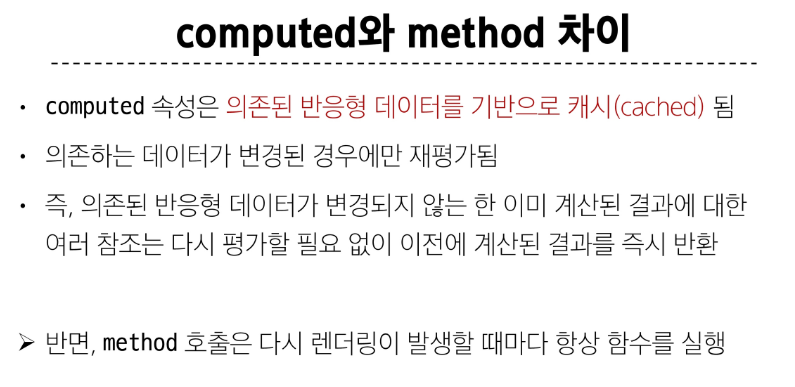 computed와 method 차이
• computed 속성은 의존된 반응형 데이터를 기반으로 캐시(cached) 됨
• 의존하는 데이터가 변경된 경우에만 재평가됨
• 즉, 의존된 반응형 데이터가 변경되지 않는 한 이미 계산된 결과에 대한
여러 참조는 다시 평가할 필요 없이 이전에 계산된 결과를 즉시 반환
➢ 반면, method 호출은 다시 렌더링이 발생할 때마다 항상 함수를 실행